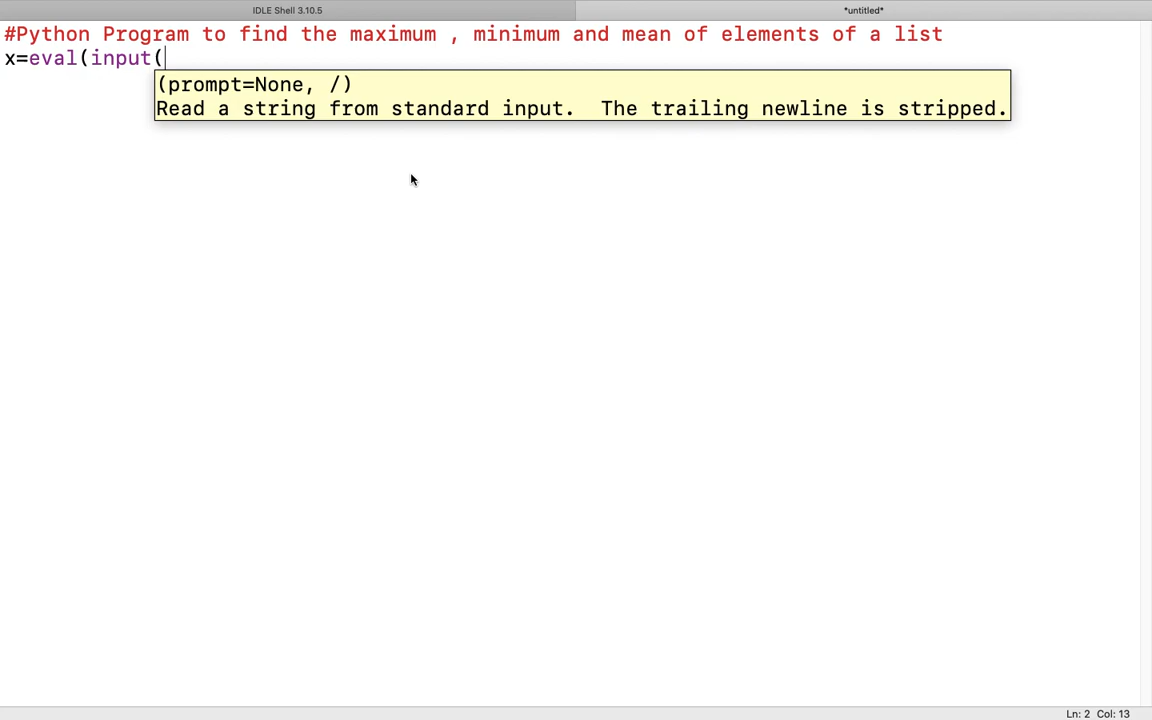 IDLE Shell 3.10.5
*untitled*
#Python Program to find the maximum , minimum and mean of elements of a list
x=eval(input(
(prompt=None, /)
Read a string from standard input.  The trailing newline is stripped.
Ln: 2  Col: 13